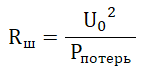 Rш = U₀² / Pпотерь